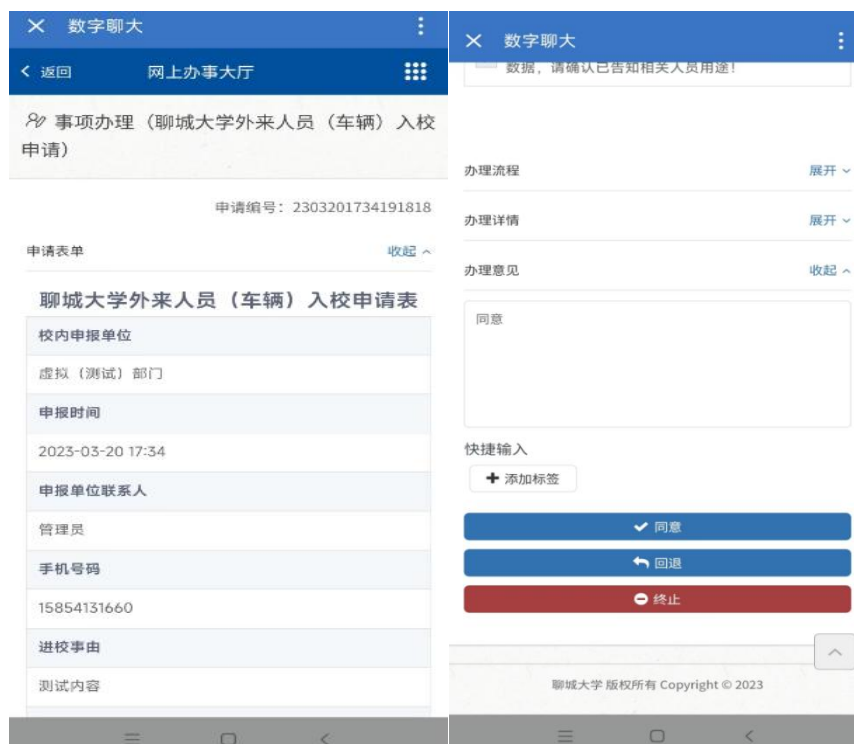 数字聊大
返回
网上办事大厅
事项办理（聊城大学外来人员（车辆）入校
申请）
申请编号：2303201734191818
申请表单
收起
聊城大学外来人员（车辆）入校申请表
校内申报单位
虚拟（测试）部门
申报时间
2023-03-20 17:34
申报单位联系人
管理员
手机号码
15854131660
进校事由
测试内容
数字聊大
数据，请确认已告知相关人员用途！
办理流程
展开
办理详情
展开
办理意见
收起
同意
快捷输入
添加标签
同意
回退
终止
聊城大学 版权所有 Copyright © 2023